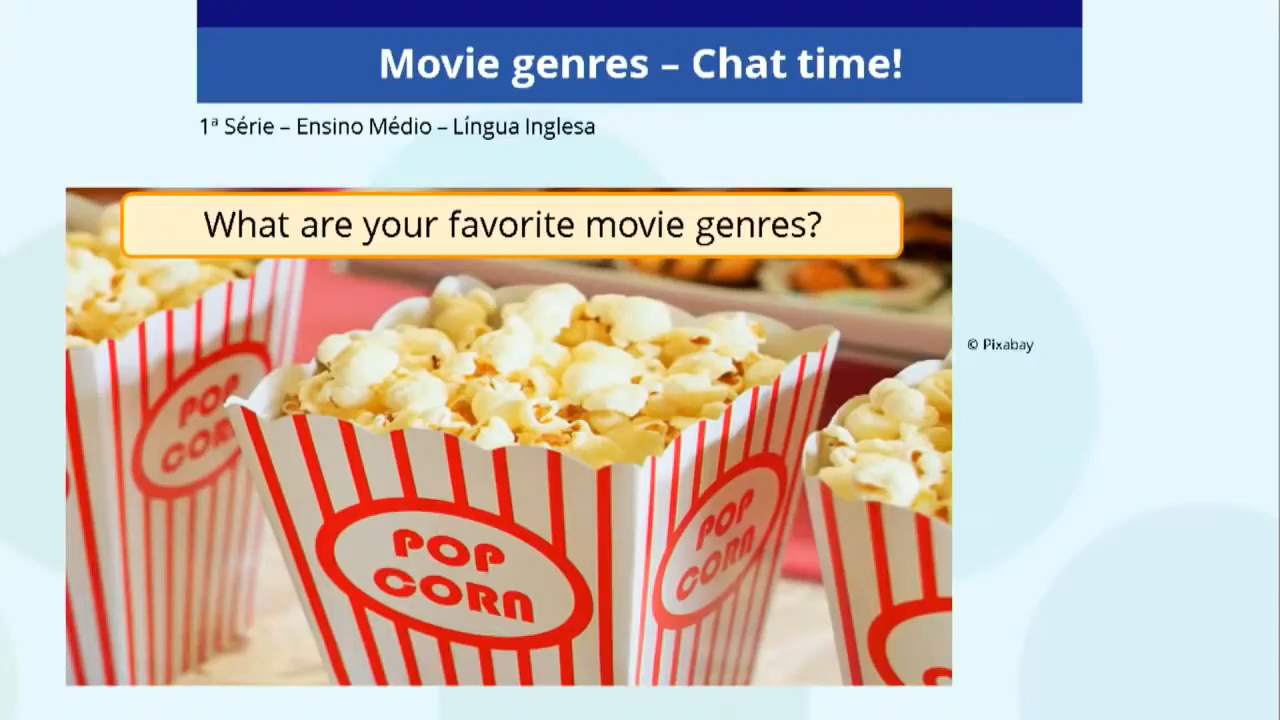 Movie genres – Chat time!
1ª Série – Ensino Médio – Língua Inglesa
What are your favorite movie genres?
© Pixabay
POP
CORN
POP
CORN
POP
CORN